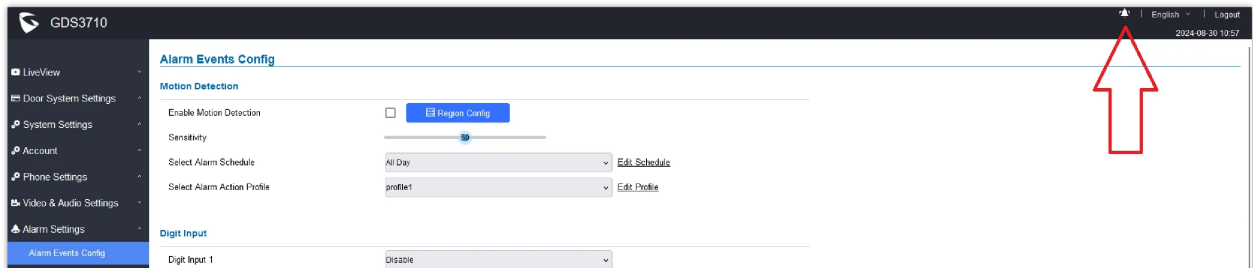 GDS3710
English
Logout
2024-08-30 10:57
LiveView
Door System Settings
System Settings
Account
Phone Settings
Video & Audio Settings
Alarm Settings
Alarm Events Config
Alarm Events Config
Motion Detection
Enable Motion Detection
Region Config
Sensitivity
50
Select Alarm Schedule
All Day
Edit Schedule
Select Alarm Action Profile
profile1
Edit Profile
Digit Input
Digit Input 1
Disable